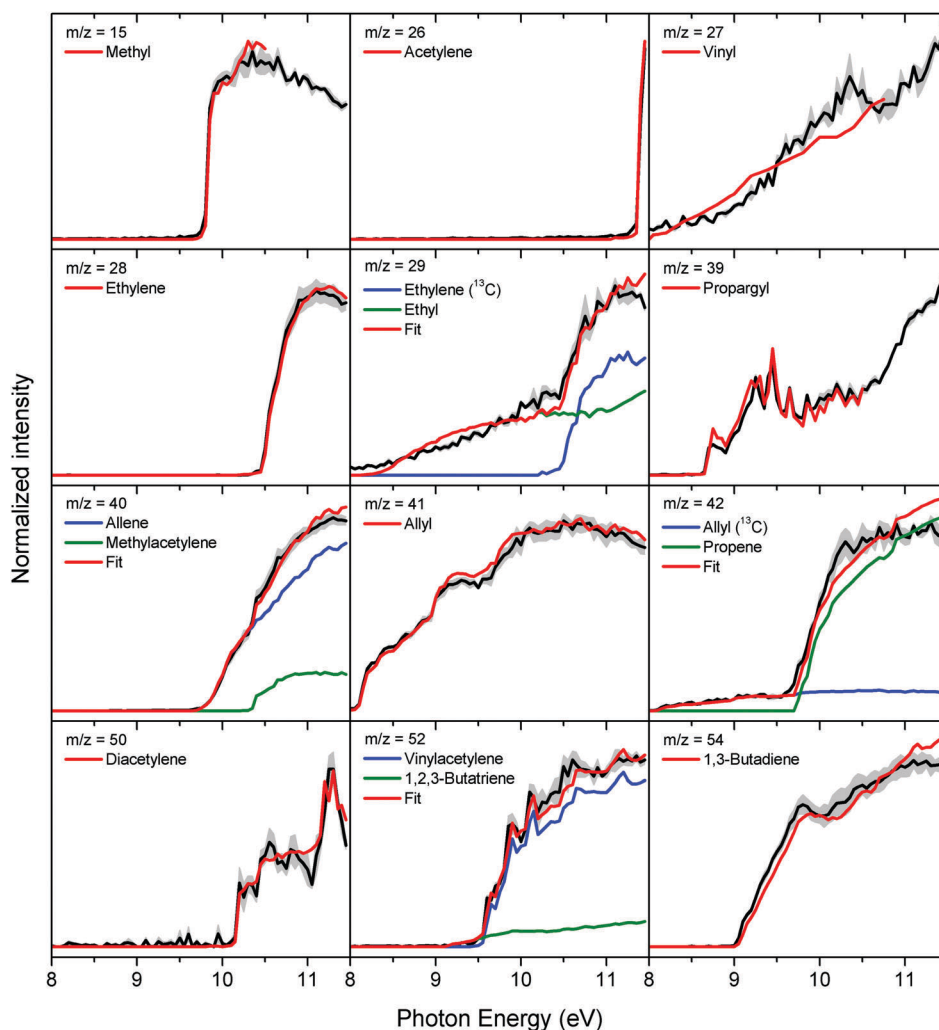 m/z = 15
Methyl
m/z = 26
Acetylene
m/z = 27
Vinyl
m/z = 28
Ethylene
m/z = 29
Ethylene (¹³C)
Ethyl
Fit
m/z = 39
Propargyl
m/z = 40
Allene
Methylacetylene
Fit
m/z = 41
Allyl
m/z = 42
Allyl (¹³C)
Propene
Fit
m/z = 50
Diacetylene
m/z = 52
Vinylacetylene
1,2,3-Butatriene
Fit
m/z = 54
1,3-Butadiene
Normalized intensity
8 9 10 11 8 9 10 11 8 9 10 11
Photon Energy (eV)